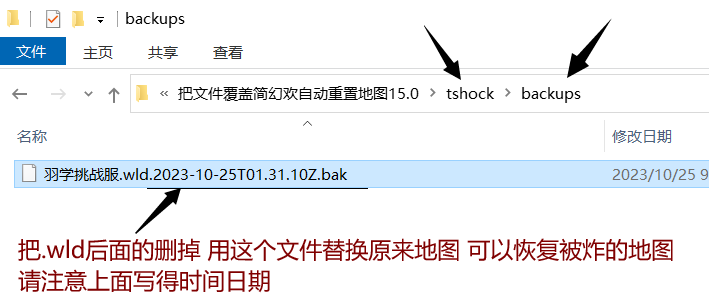 backups
文件 主页 共享 查看
« 把文件覆盖简幻欢自动重置地图15.0 › tshock › backups
名称 修改日期
羽学挑战服.wld.2023-10-25T01.31.10Z.bak 2023/10/25 9
把.wld后面的删掉 用这个文件替换原来地图 可以恢复被炸的地图
请注意上面写得时间日期